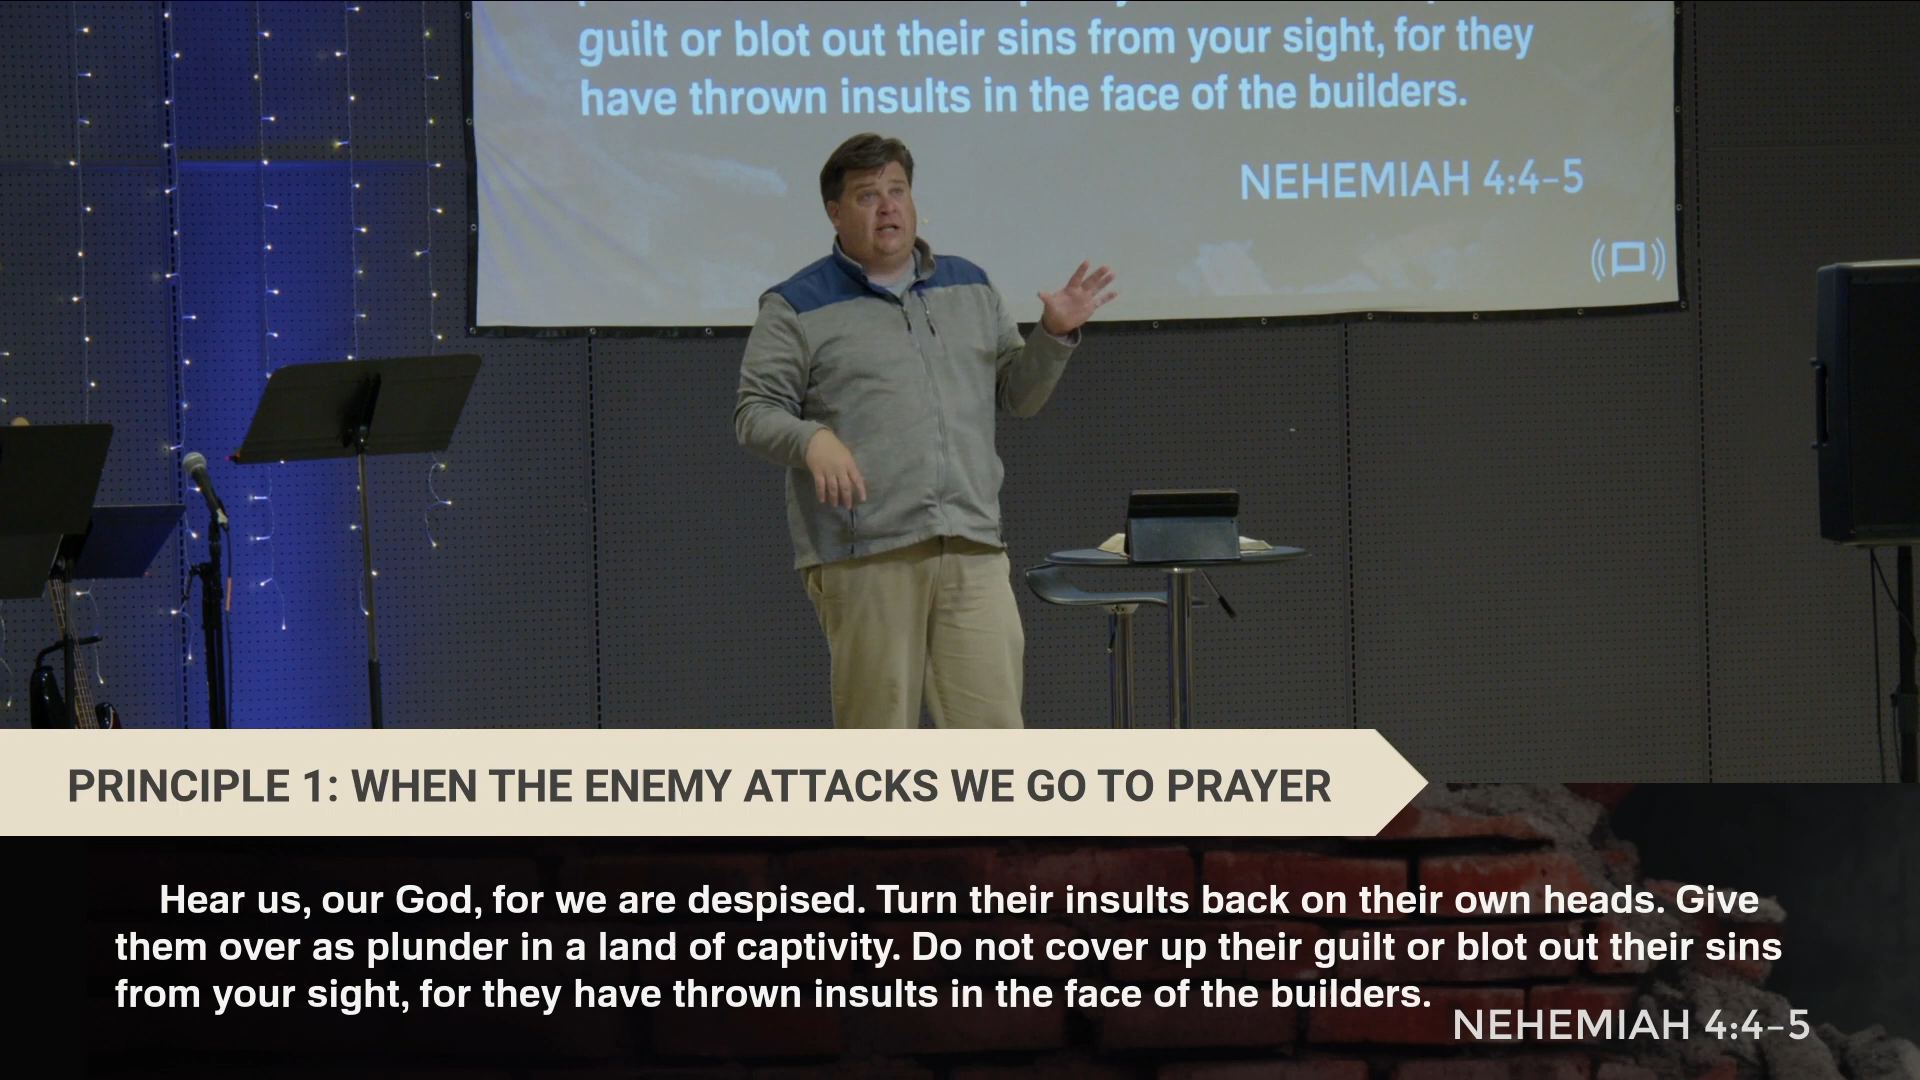 guilt or blot out their sins from your sight, for they
have thrown insults in the face of the builders.
NEHEMIAH 4:4–5
PRINCIPLE 1: WHEN THE ENEMY ATTACKS WE GO TO PRAYER
Hear us, our God, for we are despised. Turn their insults back on their own heads. Give
them over as plunder in a land of captivity. Do not cover up their guilt or blot out their sins
from your sight, for they have thrown insults in the face of the builders.
NEHEMIAH 4:4–5